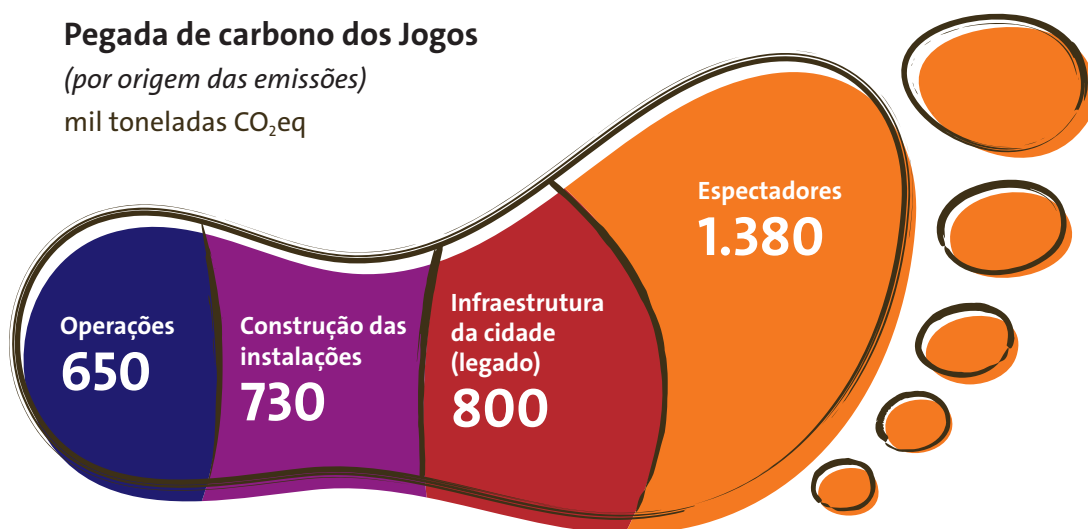 Pegada de carbono dos Jogos
(por origem das emissões)
mil toneladas CO₂eq
Operações
650
Construção das
instalações
730
Infraestrutura
da cidade
(legado)
800
Espectadores
1.380